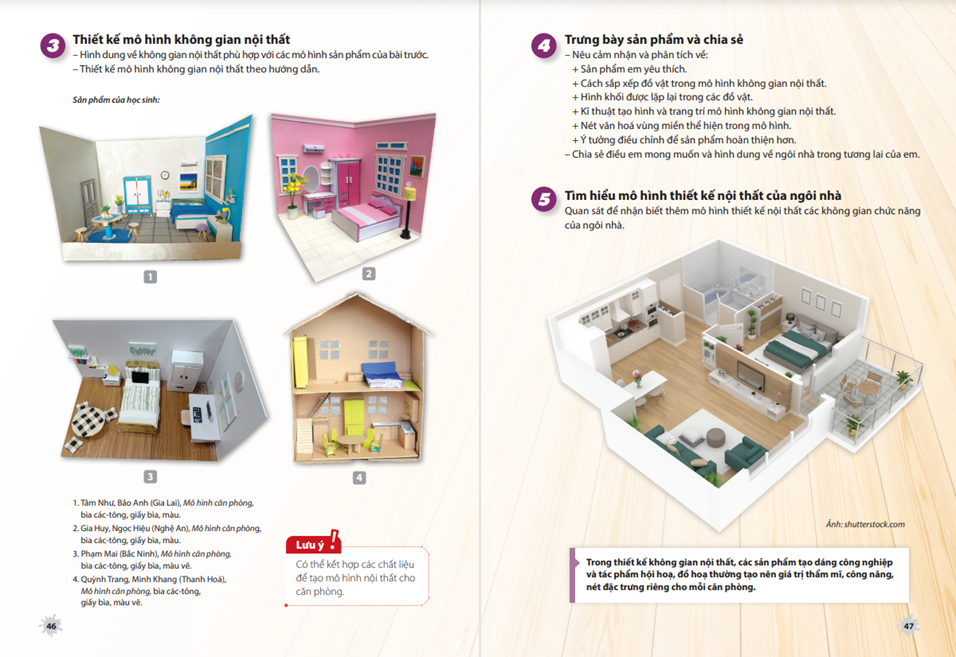 3
Thiết kế mô hình không gian nội thất
– Hình dung về không gian nội thất phù hợp với các mô hình sản phẩm của bài trước.
– Thiết kế mô hình không gian nội thất theo hướng dẫn.
Sản phẩm của học sinh:
1
2
3
4
1. Tâm Như, Bảo Anh (Gia Lai), Mô hình căn phòng,
bìa các-tông, giấy bìa, màu.
2. Gia Huy, Ngọc Hiệu (Nghệ An), Mô hình căn phòng,
bìa các-tông, giấy bìa, màu.
3. Phạm Mai (Bắc Ninh), Mô hình căn phòng,
bìa các-tông, giấy bìa, màu vẽ.
4. Quỳnh Trang, Minh Khang (Thanh Hoá),
Mô hình căn phòng, bìa các-tông,
giấy bìa, màu vẽ.
Lưu ý !
Có thể kết hợp các chất liệu
để tạo mô hình nội thất cho
căn phòng.
46
4
Trưng bày sản phẩm và chia sẻ
– Nêu cảm nhận và phân tích về:
+ Sản phẩm em yêu thích.
+ Cách sắp xếp đồ vật trong mô hình không gian nội thất.
+ Hình khối được lặp lại trong các đồ vật.
+ Kĩ thuật tạo hình và trang trí mô hình không gian nội thất.
+ Nét văn hoá vùng miền thể hiện trong mô hình.
+ Ý tưởng điều chỉnh để sản phẩm hoàn thiện hơn.
– Chia sẻ điều em mong muốn và hình dung về ngôi nhà trong tương lai của em.
5
Tìm hiểu mô hình thiết kế nội thất của ngôi nhà
Quan sát để nhận biết thêm mô hình thiết kế nội thất các không gian chức năng
của ngôi nhà.
Ảnh: shutterstock.com
Trong thiết kế không gian nội thất, các sản phẩm tạo dáng công nghiệp
và tác phẩm hội hoạ, đồ hoạ thường tạo nên giá trị thẩm mĩ, công năng,
nét đặc trưng riêng cho mỗi căn phòng.
47